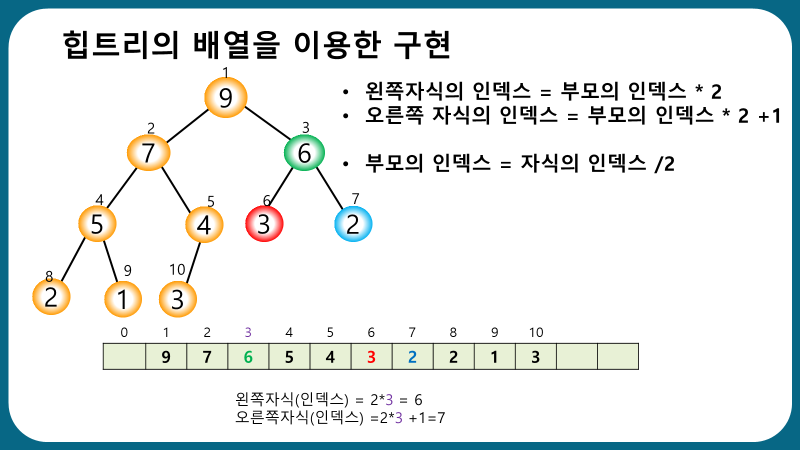 힙트리의 배열을 이용한 구현
1
9
• 왼쪽자식의 인덱스 = 부모의 인덱스 * 2
• 오른쪽 자식의 인덱스 = 부모의 인덱스 * 2 +1
• 부모의 인덱스 = 자식의 인덱스 /2
2 3
7 6
4 5 6 7
5 4 3 2
8 9 10
2 1 3
0 1 2 3 4 5 6 7 8 9 10
9 7 6 5 4 3 2 2 1 3
왼쪽자식(인덱스) = 2*3 = 6
오른쪽자식(인덱스) =2*3 +1=7